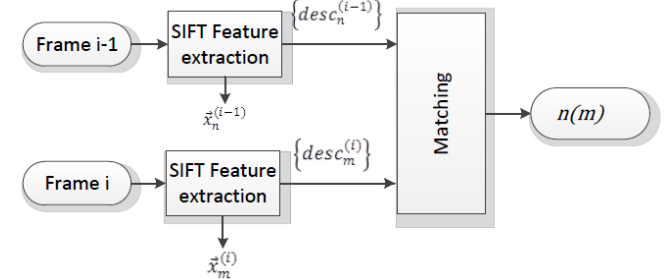 Frame i-1
SIFT Feature
extraction
{desc_n^(i-1)}
x⃗_n^(i-1)
Matching
n(m)
Frame i
SIFT Feature
extraction
{desc_m^(i)}
x⃗_m^(i)